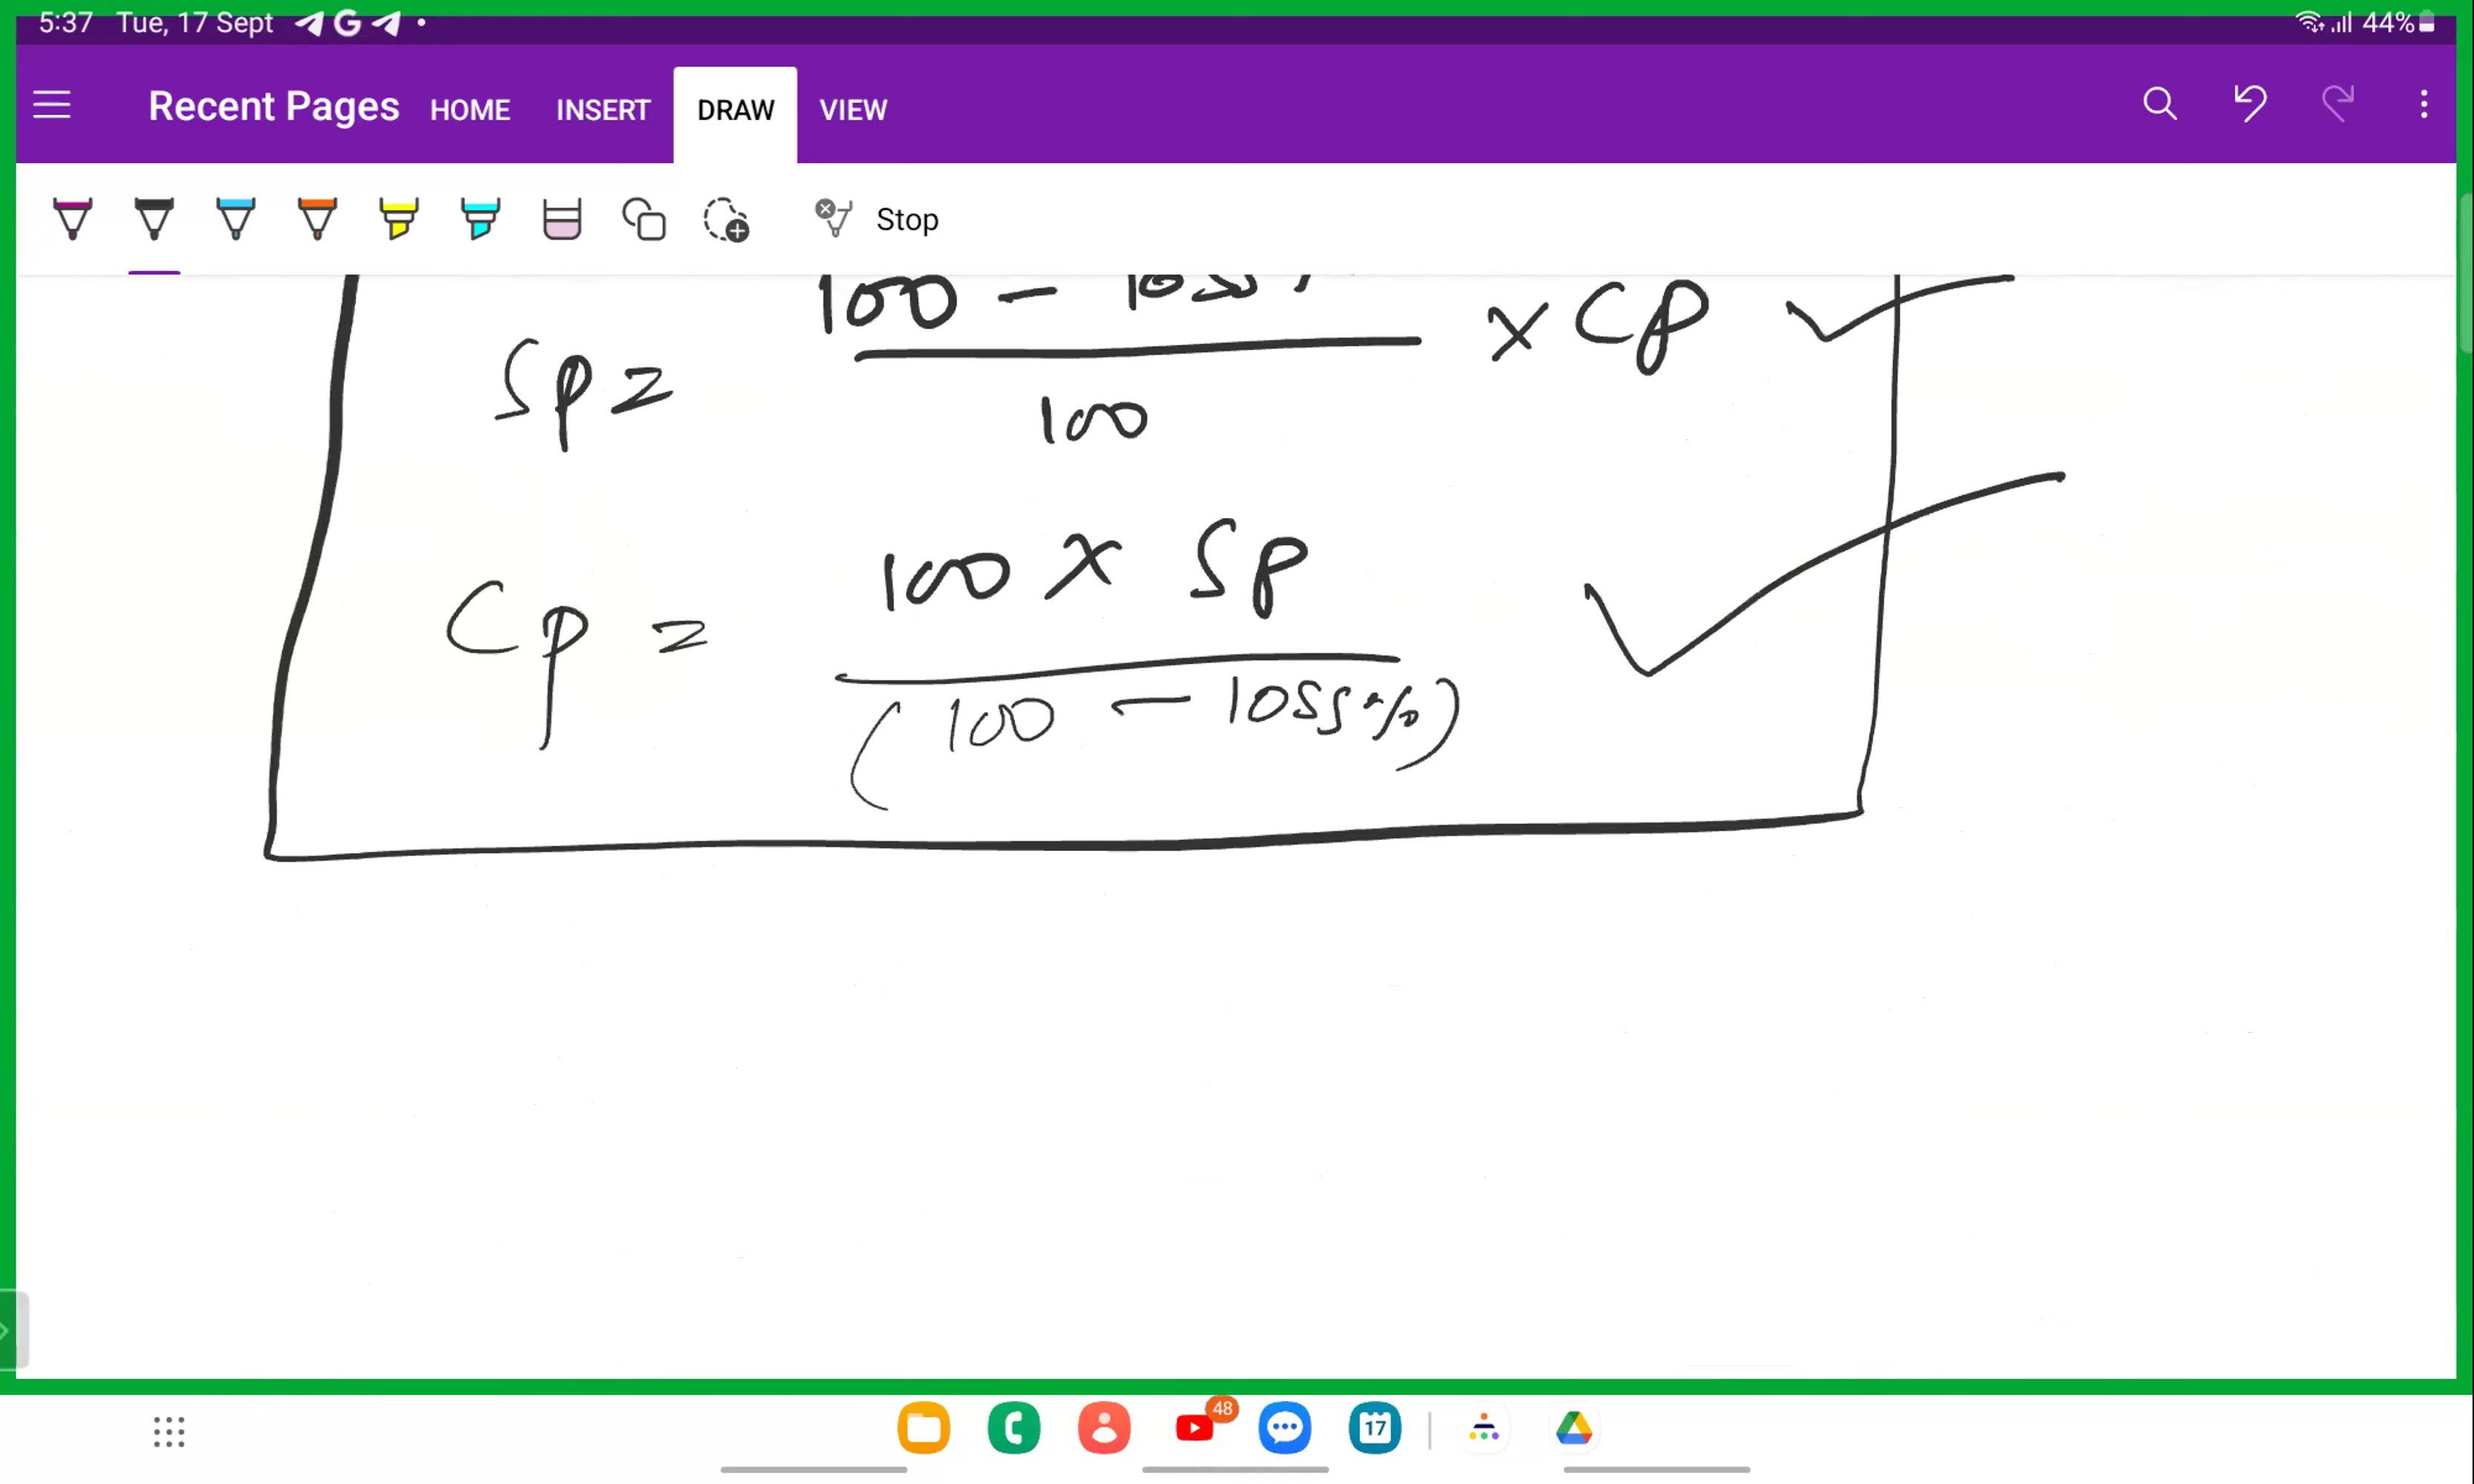 5:37 Tue, 17 Sept 44%
Recent Pages HOME INSERT DRAW VIEW
Stop
Sp = 100 - loss / 100 x Cp
Cp = 100 x Sp / (100 - loss%)
48
17